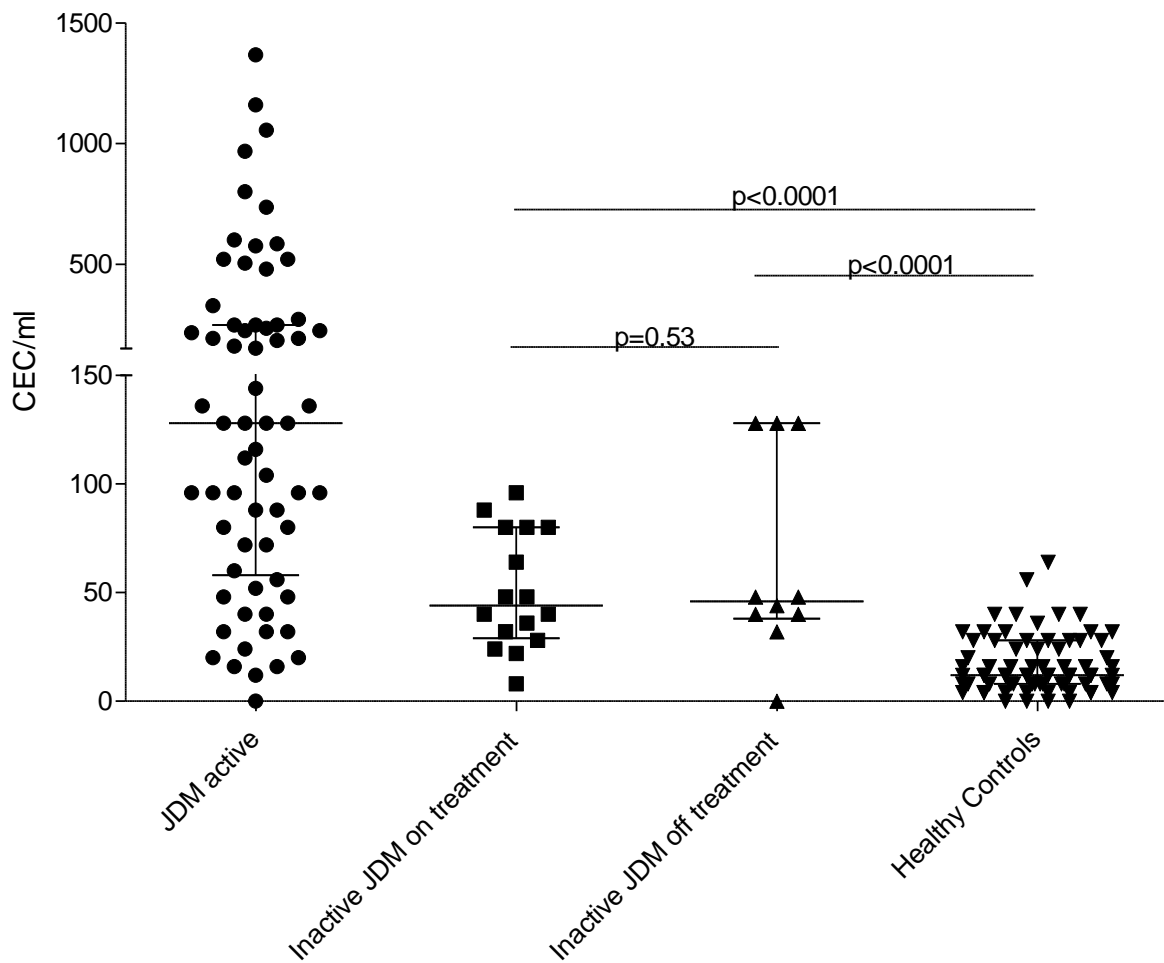 1500
1000
500
150
100
50
0
CEC/ml
p<0.0001
p<0.0001
p=0.53
JDM active
Inactive JDM on treatment
Inactive JDM off treatment
Healthy Controls